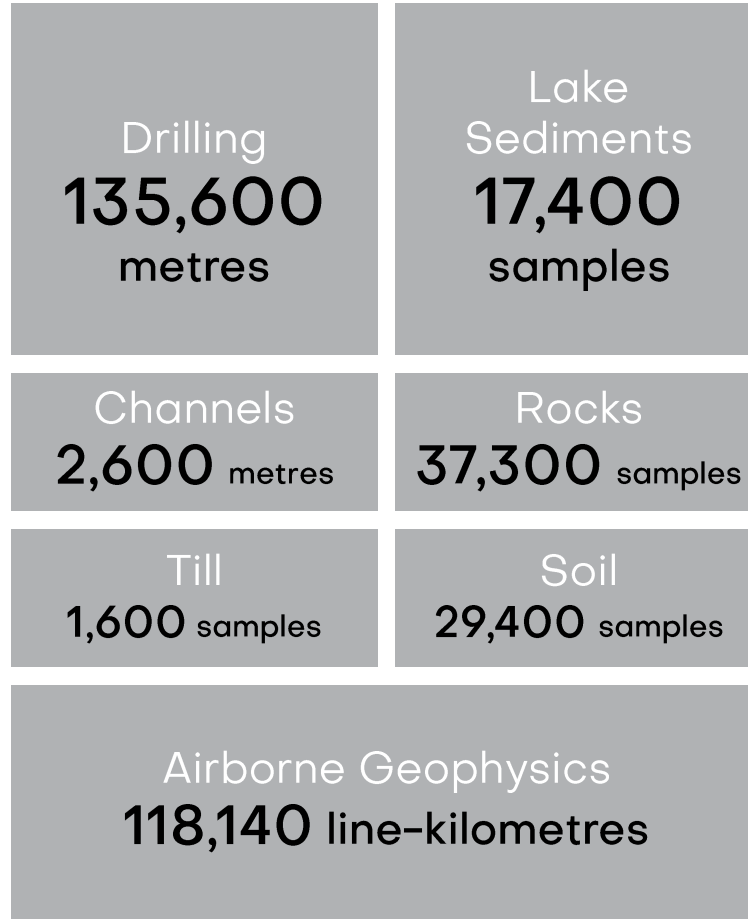 Drilling
135,600
metres
Lake
Sediments
17,400
samples
Channels
2,600 metres
Rocks
37,300 samples
Till
1,600 samples
Soil
29,400 samples
Airborne Geophysics
118,140 line-kilometres